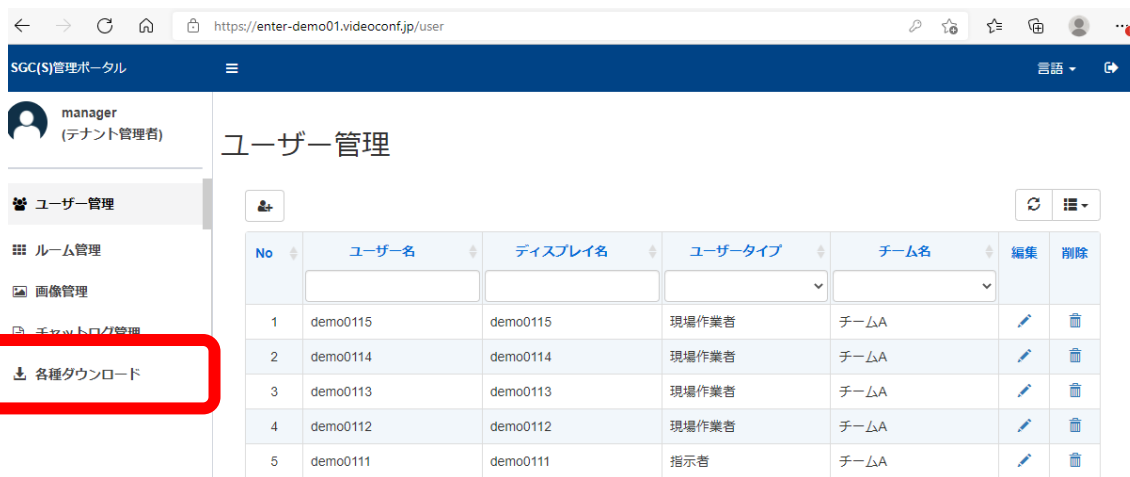 https://enter-demo01.videoconf.jp/user
SGC(S)管理ポータル
言語
manager
(テナント管理者)
ユーザー管理
ルーム管理
画像管理
チャットログ管理
各種ダウンロード
ユーザー管理
No ユーザー名 ディスプレイ名 ユーザータイプ チーム名 編集 削除
1 demo0115 demo0115 現場作業者 チームA
2 demo0114 demo0114 現場作業者 チームA
3 demo0113 demo0113 現場作業者 チームA
4 demo0112 demo0112 現場作業者 チームA
5 demo0111 demo0111 指示者 チームA